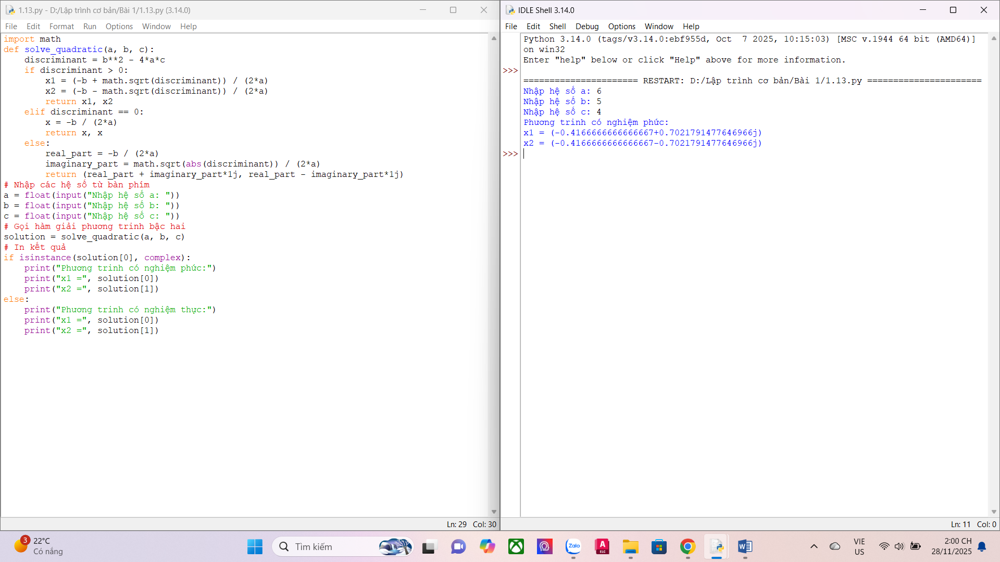 1.13.py - D:/Lập trình cơ bản/Bài 1/1.13.py (3.14.0)
File Edit Format Run Options Window Help
import math
def solve_quadratic(a, b, c):
    discriminant = b**2 - 4*a*c
    if discriminant > 0:
        x1 = (-b + math.sqrt(discriminant)) / (2*a)
        x2 = (-b - math.sqrt(discriminant)) / (2*a)
        return x1, x2
    elif discriminant == 0:
        x = -b / (2*a)
        return x, x
    else:
        real_part = -b / (2*a)
        imaginary_part = math.sqrt(abs(discriminant)) / (2*a)
        return (real_part + imaginary_part*1j, real_part - imaginary_part*1j)
# Nhập các hệ số từ bàn phím
a = float(input("Nhập hệ số a: "))
b = float(input("Nhập hệ số b: "))
c = float(input("Nhập hệ số c: "))
# Gọi hàm giải phương trinh bậc hai
solution = solve_quadratic(a, b, c)
# In kết quả
if isinstance(solution[0], complex):
    print("Phương trinh có nghiệm phức:")
    print("x1 =", solution[0])
    print("x2 =", solution[1])
else:
    print("Phương trinh có nghiệm thực:")
    print("x1 =", solution[0])
    print("x2 =", solution[1])
Ln: 29 Col: 30
IDLE Shell 3.14.0
File Edit Shell Debug Options Window Help
Python 3.14.0 (tags/v3.14.0:ebf955d, Oct  7 2025, 10:15:03) [MSC v.1944 64 bit (AMD64)]
on win32
Enter "help" below or click "Help" above for more information.
>>>
====================== RESTART: D:/Lập trình cơ bản/Bài 1/1.13.py ======================
Nhập hệ số a: 6
Nhập hệ số b: 5
Nhập hệ số c: 4
Phương trinh có nghiệm phức:
x1 = (-0.4166666666666667+0.7021791477646966j)
x2 = (-0.4166666666666667-0.7021791477646966j)
>>>
Ln: 11 Col: 0
3
22°C
Có nắng
Tìm kiếm
Zalo
A
ELC
W
VIE
US
2:00 CH
28/11/2025